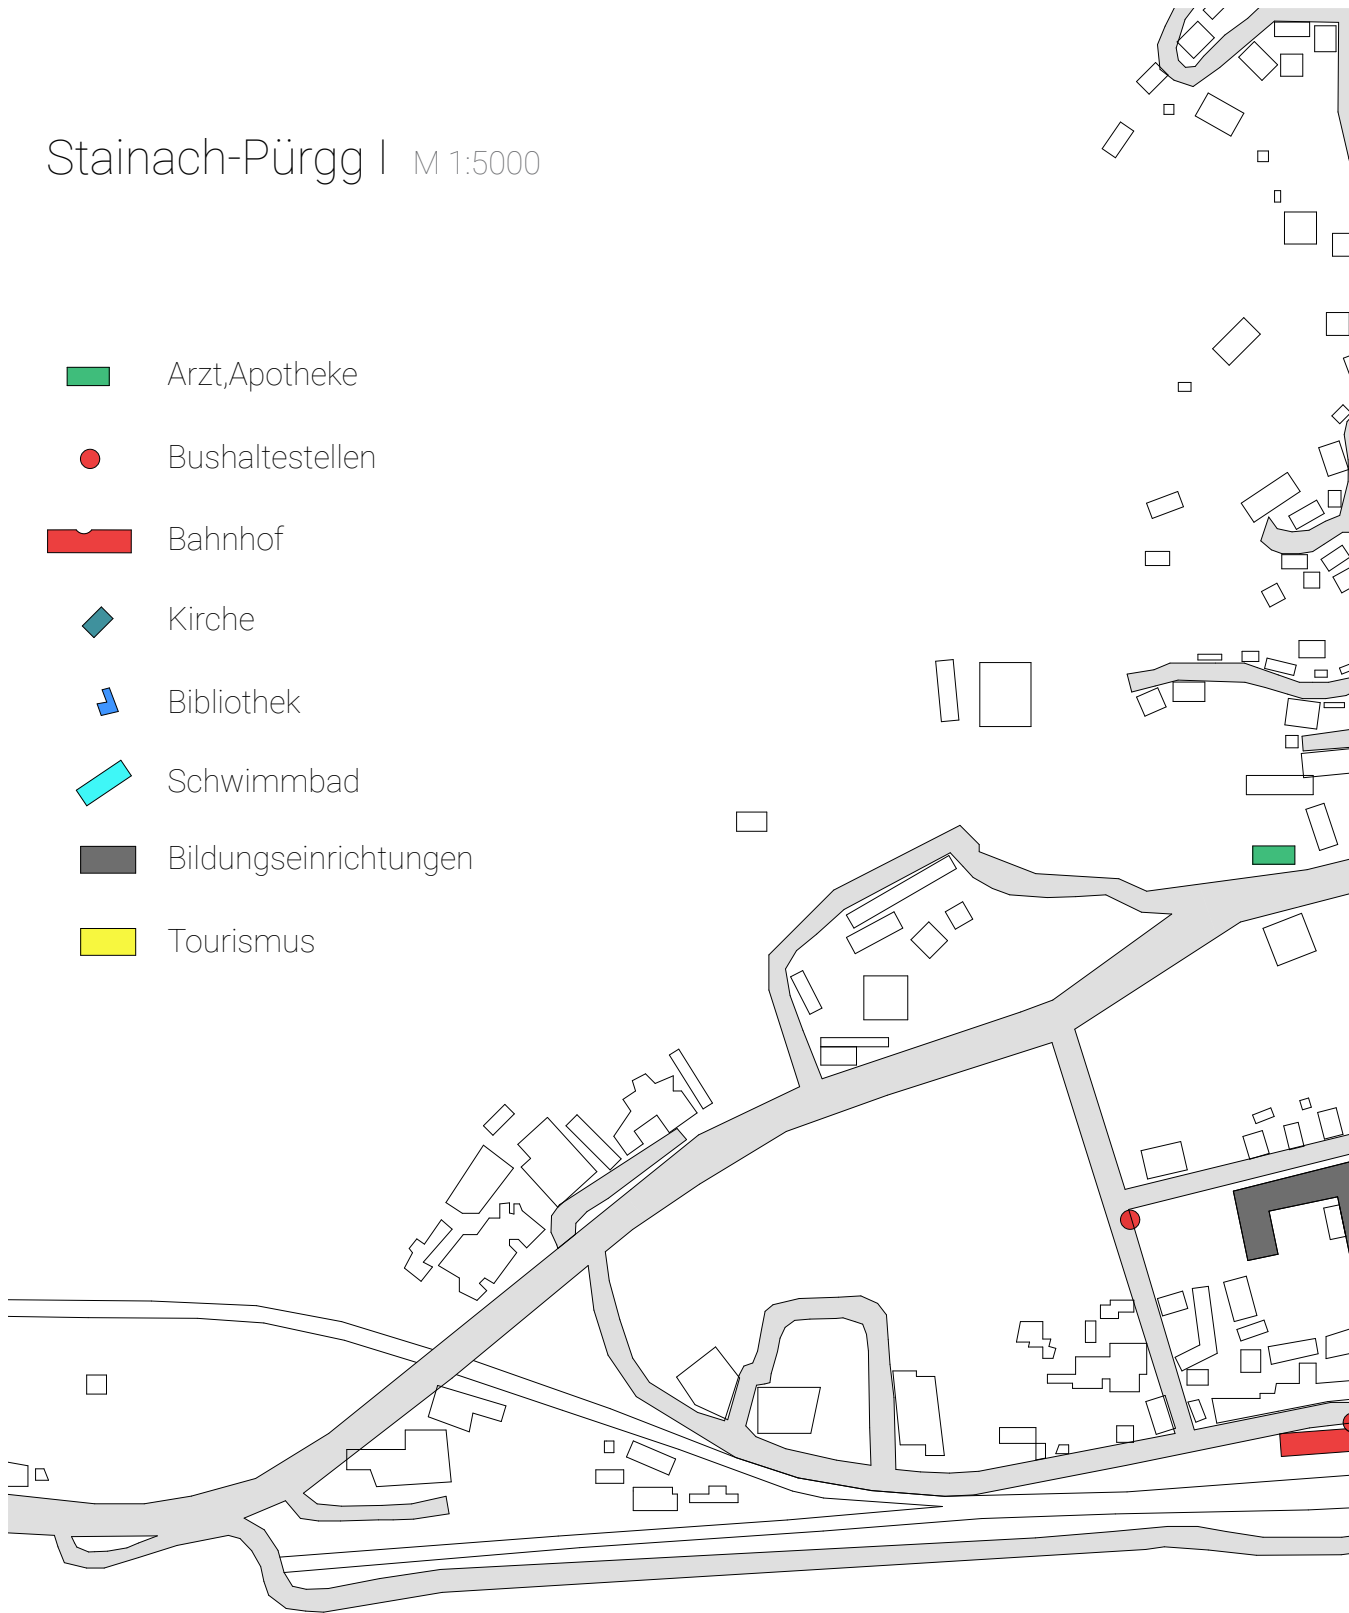 Stainach-Pürgg I M 1:5000
Arzt,Apotheke
Bushaltestellen
Bahnhof
Kirche
Bibliothek
Schwimmbad
Bildungseinrichtungen
Tourismus